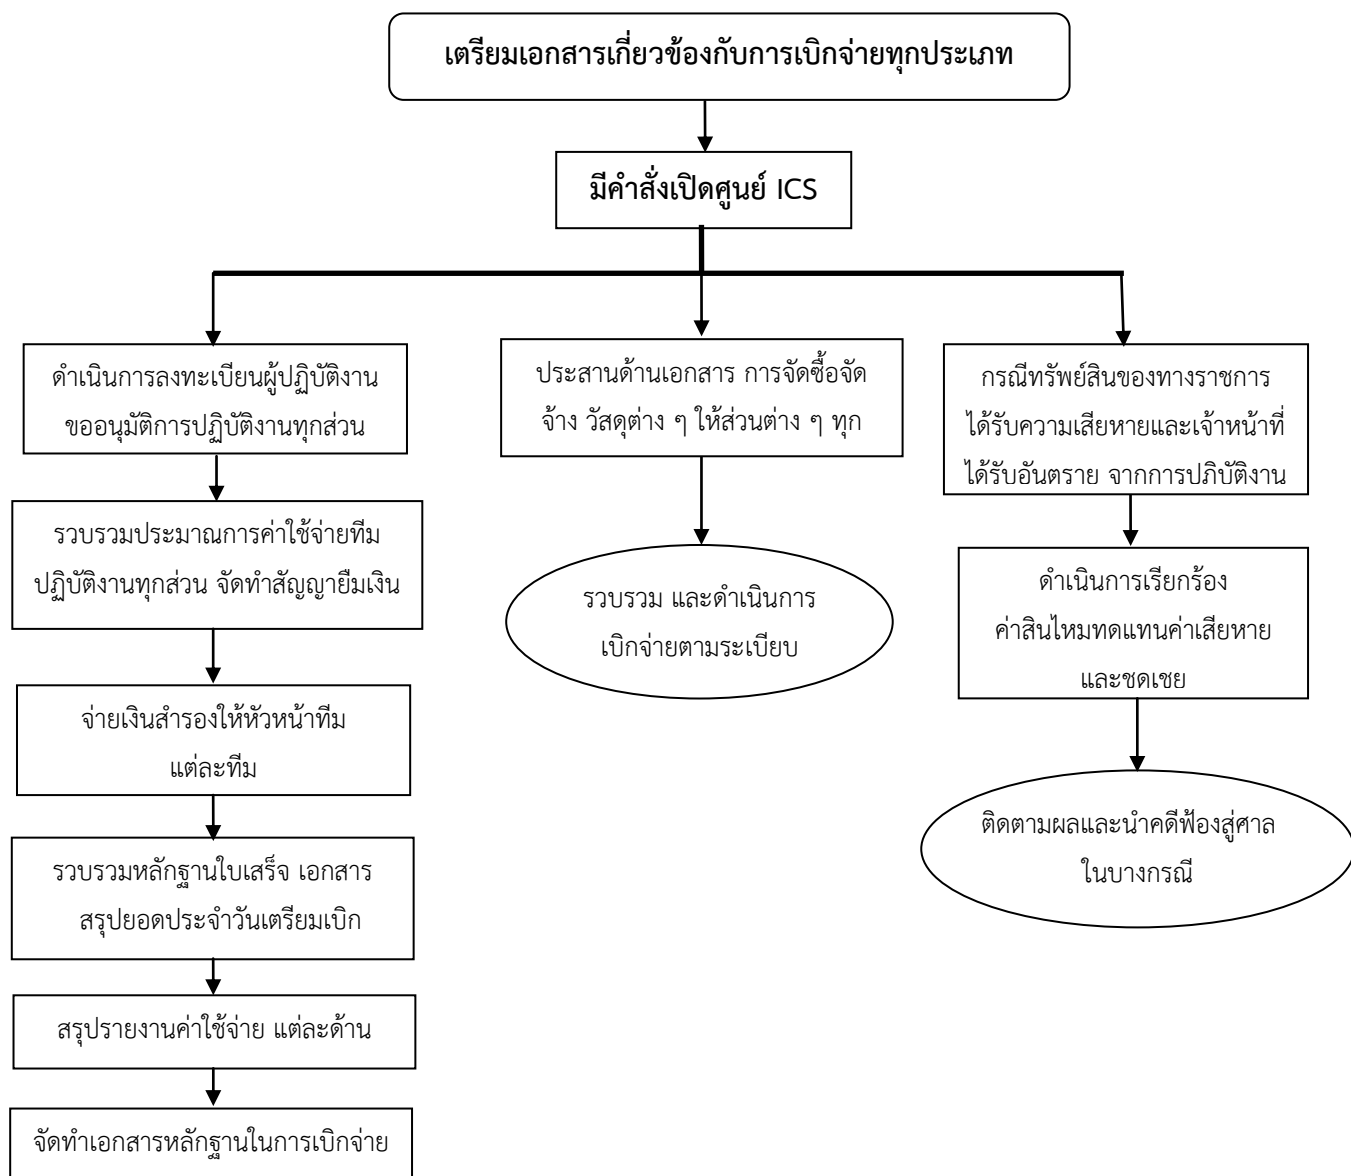 เตรียมเอกสารเกี่ยวข้องกับการเบิกจ่ายทุกประเภท
มีคำสั่งเปิดศูนย์ ICS
ดำเนินการลงทะเบียนผู้ปฏิบัติงาน
ขออนุมัติการปฏิบัติงานทุกส่วน
รวบรวมประมาณการค่าใช้จ่ายทีม
ปฏิบัติงานทุกส่วน จัดทำสัญญายืมเงิน
จ่ายเงินสำรองให้หัวหน้าทีม
แต่ละทีม
รวบรวมหลักฐานใบเสร็จ เอกสาร
สรุปยอดประจำวันเตรียมเบิก
สรุปรายงานค่าใช้จ่าย แต่ละด้าน
จัดทำเอกสารหลักฐานในการเบิกจ่าย
ประสานด้านเอกสาร การจัดซื้อจัด
จ้าง วัสดุต่าง ๆ ให้ส่วนต่าง ๆ ทุก
รวบรวม และดำเนินการ
เบิกจ่ายตามระเบียบ
กรณีทรัพย์สินของทางราชการ
ได้รับความเสียหายและเจ้าหน้าที่
ได้รับอันตราย จากการปภิบัติงาน
ดำเนินการเรียกร้อง
ค่าสินไหมทดแทนค่าเสียหาย
และชดเชย
ติดตามผลและนำคดีฟ้องสู่ศาล
ในบางกรณี